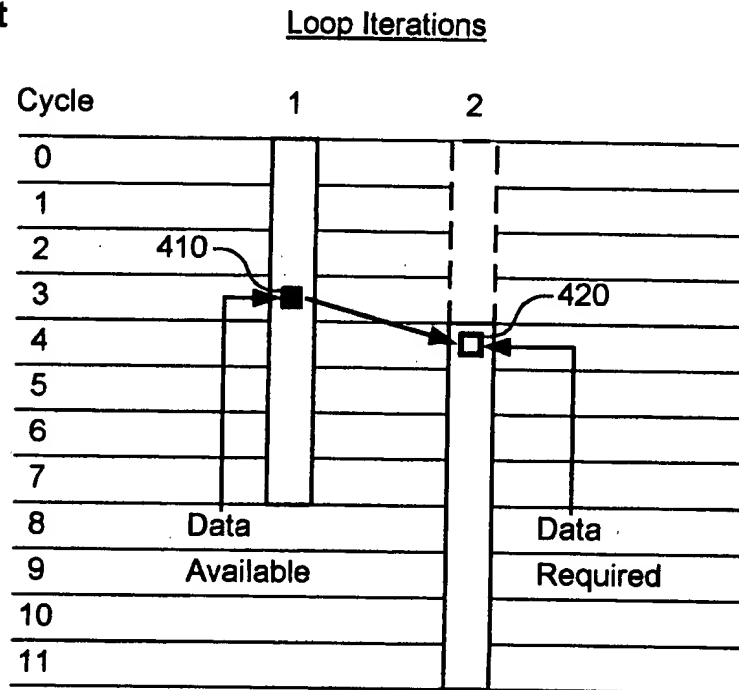 t
Loop Iterations
Cycle 1 2
0
1
2 410
3 420
4
5
6
7
8 Data Data
9 Available Required
10
11